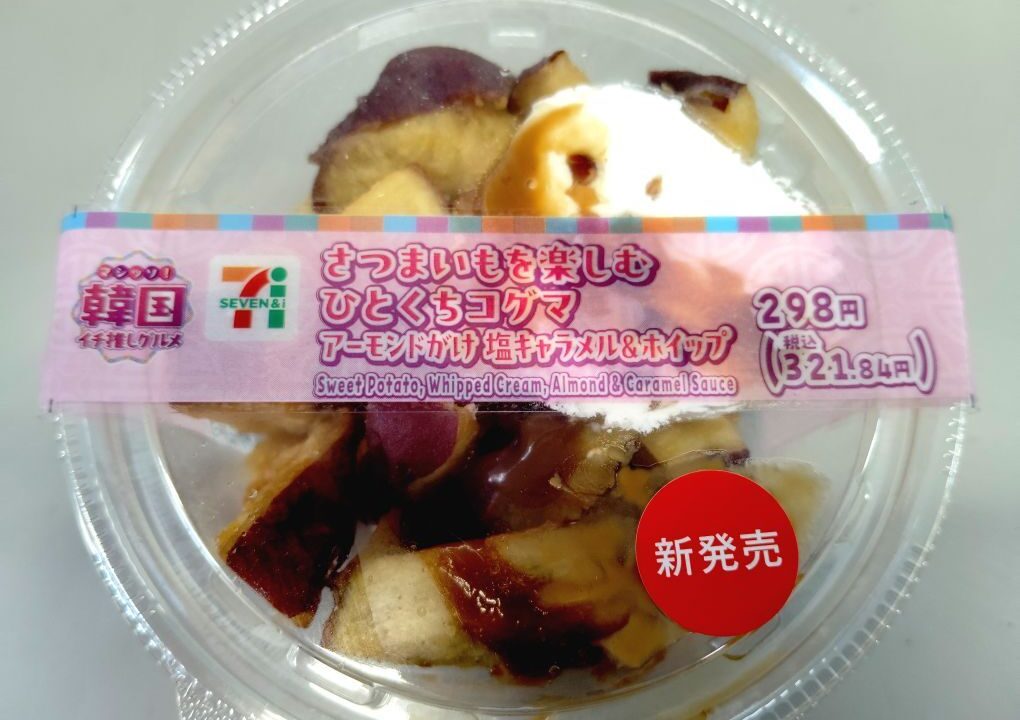 マシッソ!
韓国
イチ推しグルメ
SEVEN&i
さつまいもを楽しむ
ひとくちコグマ
アーモンドがけ 塩キャラメル&ホイップ
Sweet Potato, Whipped Cream, Almond & Caramel Sauce
298円
税込
(321.84円)
新発売